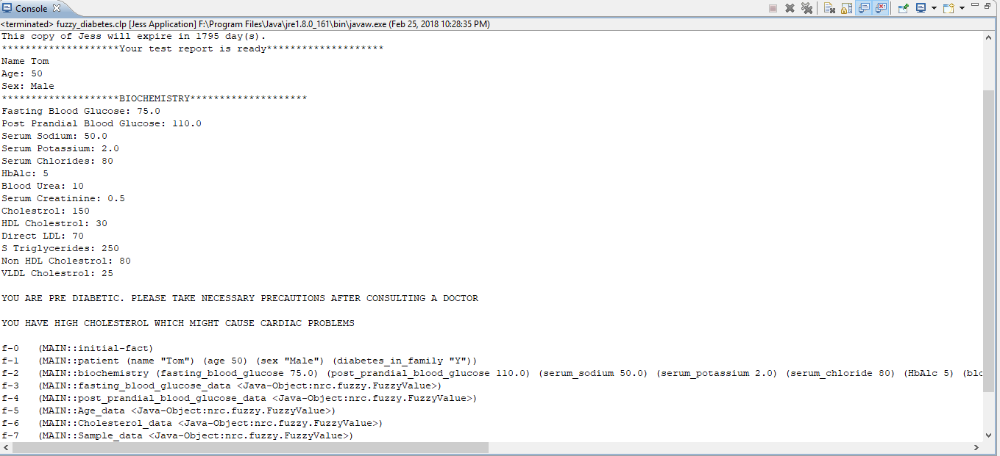 Console
<terminated> fuzzy_diabetes.clp [Jess Application] F:\Program Files\Java\jre1.8.0_161\bin\javaw.exe (Feb 25, 2018 10:28:35 PM)
This copy of Jess will expire in 1795 day(s).
********************Your test report is ready********************
Name Tom
Age: 50
Sex: Male
********************BIOCHEMISTRY********************
Fasting Blood Glucose: 75.0
Post Prandial Blood Glucose: 110.0
Serum Sodium: 50.0
Serum Potassium: 2.0
Serum Chlorides: 80
HbAlc: 5
Blood Urea: 10
Serum Creatinine: 0.5
Cholestrol: 150
HDL Cholestrol: 30
Direct LDL: 70
S Triglycerides: 250
Non HDL Cholestrol: 80
VLDL Cholestrol: 25
YOU ARE PRE DIABETIC. PLEASE TAKE NECESSARY PRECAUTIONS AFTER CONSULTING A DOCTOR
YOU HAVE HIGH CHOLESTEROL WHICH MIGHT CAUSE CARDIAC PROBLEMS
f-0 (MAIN::initial-fact)
f-1 (MAIN::patient (name "Tom") (age 50) (sex "Male") (diabetes_in_family "Y"))
f-2 (MAIN::biochemistry (fasting_blood_glucose 75.0) (post_prandial_blood_glucose 110.0) (serum_sodium 50.0) (serum_potassium 2.0) (serum_chloride 80) (HbAlc 5) (blo
f-3 (MAIN::fasting_blood_glucose_data <Java-Object:nrc.fuzzy.FuzzyValue>)
f-4 (MAIN::post_prandial_blood_glucose_data <Java-Object:nrc.fuzzy.FuzzyValue>)
f-5 (MAIN::Age_data <Java-Object:nrc.fuzzy.FuzzyValue>)
f-6 (MAIN::Cholesterol_data <Java-Object:nrc.fuzzy.FuzzyValue>)
f-7 (MAIN::Sample_data <Java-Object:nrc.fuzzy.FuzzyValue>)